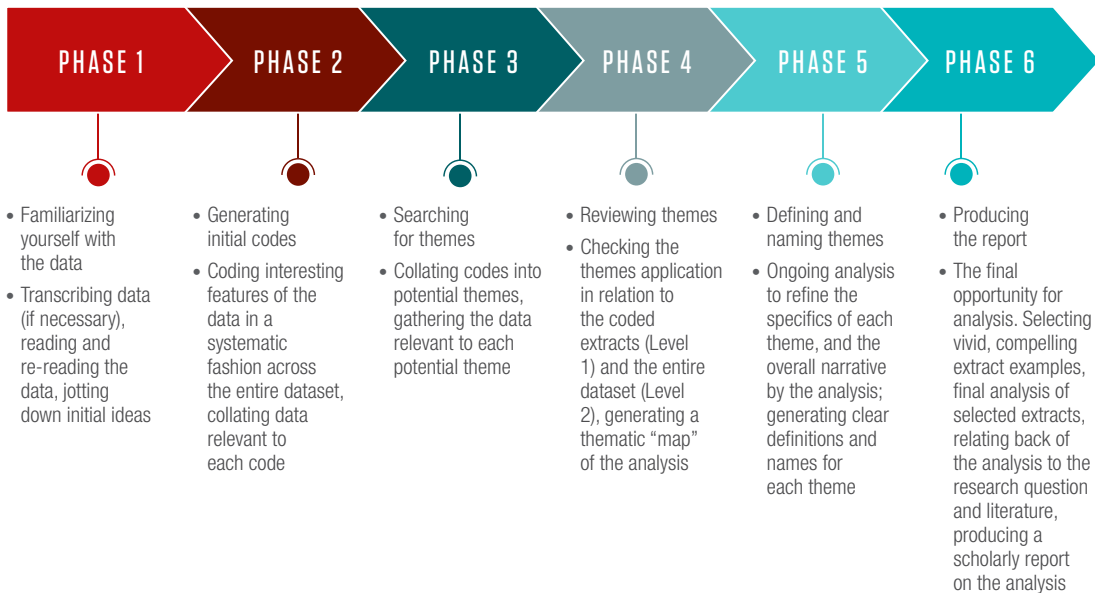 PHASE 1
PHASE 2
PHASE 3
PHASE 4
PHASE 5
PHASE 6
• Familiarizing
yourself with
the data
• Transcribing data
(if necessary),
reading and
re-reading the
data, jotting
down initial ideas
• Generating
initial codes
• Coding interesting
features of the
data in a
systematic
fashion across
the entire dataset,
collating data
relevant to
each code
• Searching
for themes
• Collating codes into
potential themes,
gathering the data
relevant to each
potential theme
• Reviewing themes
• Checking the
themes application
in relation to
the coded
extracts (Level
1) and the entire
dataset (Level
2), generating a
thematic “map”
of the analysis
• Defining and
naming themes
• Ongoing analysis
to refine the
specifics of each
theme, and the
overall narrative
by the analysis;
generating clear
definitions and
names for
each theme
• Producing
the report
• The final
opportunity for
analysis. Selecting
vivid, compelling
extract examples,
final analysis of
selected extracts,
relating back of
the analysis to the
research question
and literature,
producing a
scholarly report
on the analysis